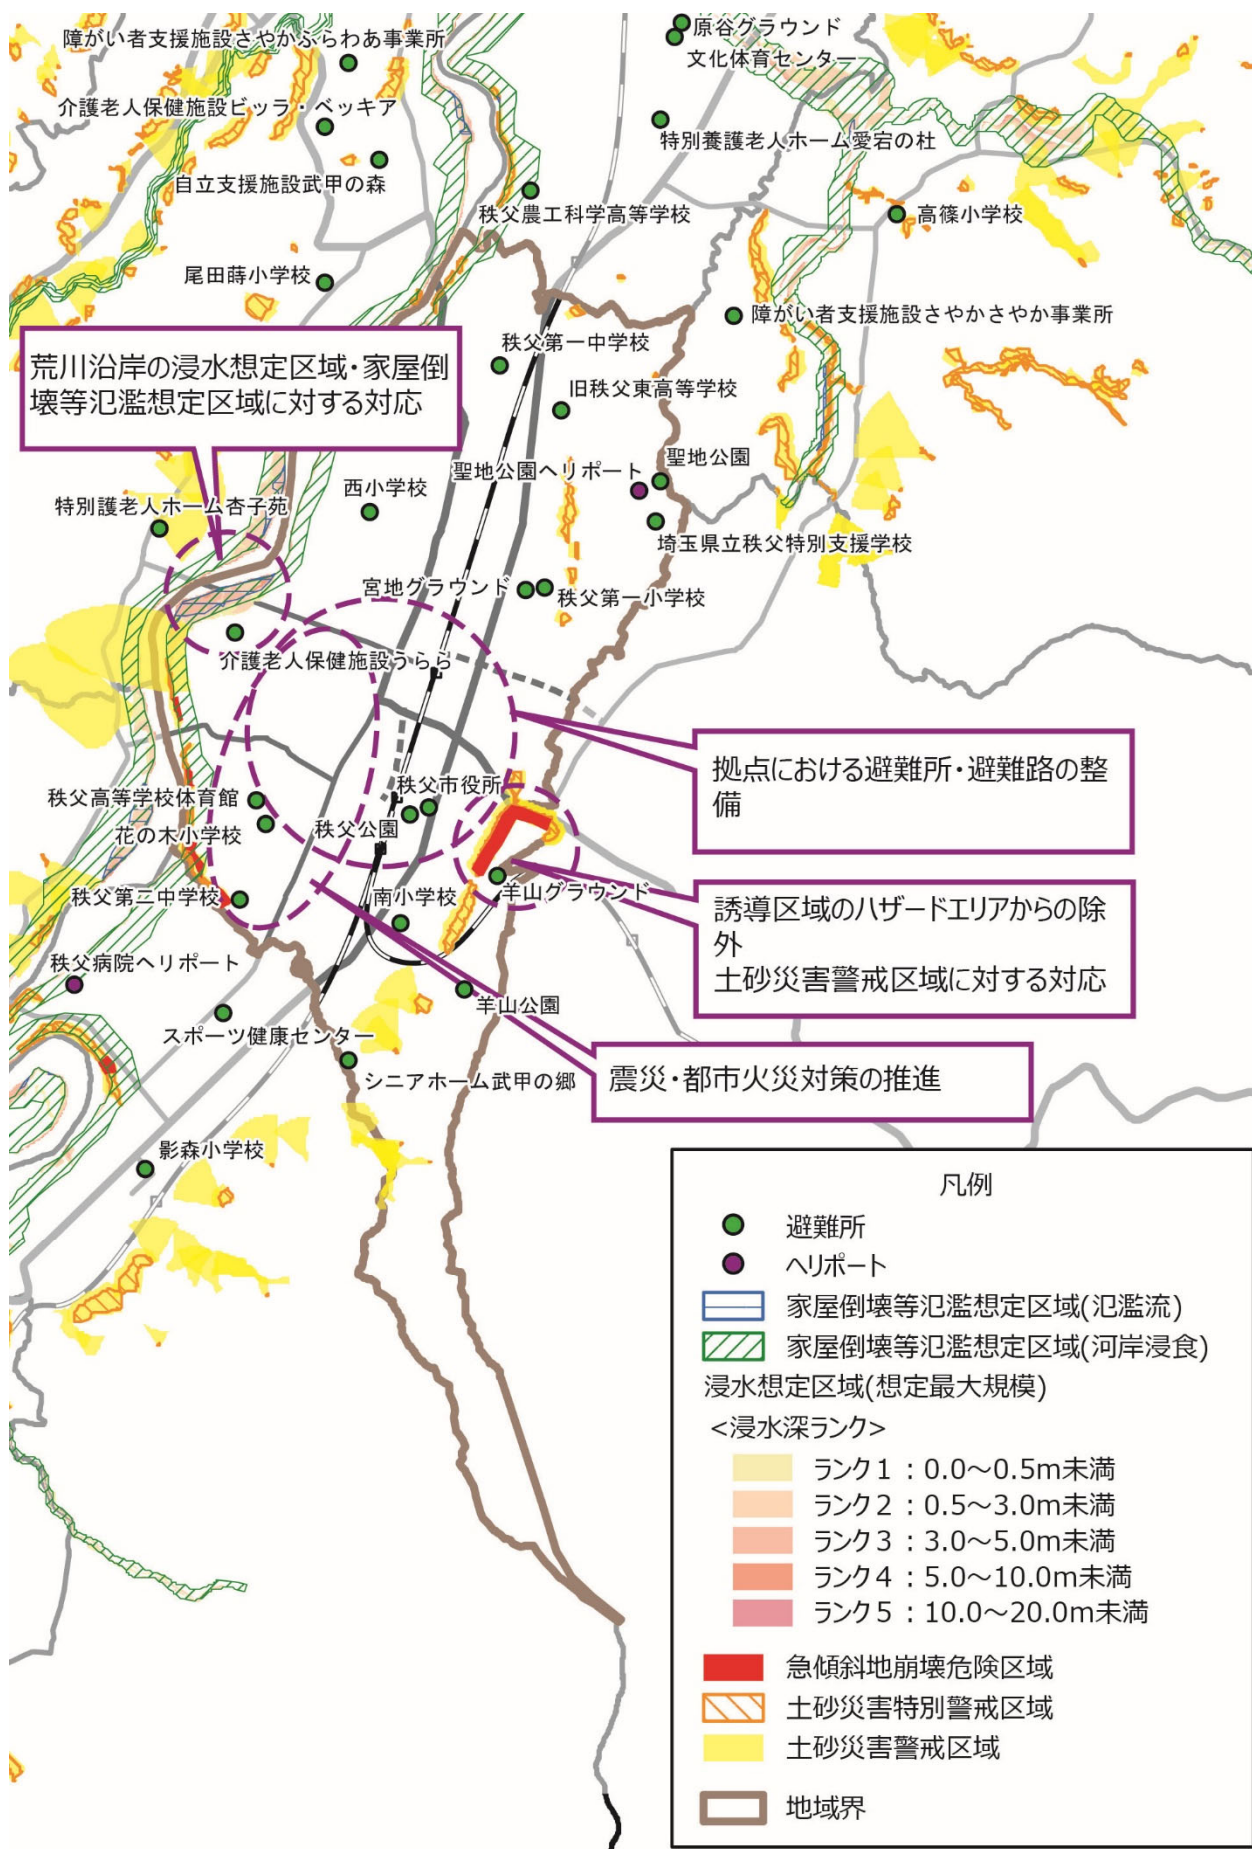 原谷グラウンド
障がい者支援施設さやかふらわあ事業所
文化体育センター
介護老人保健施設ビッラ・ベッキア
特別養護老人ホーム愛宕の杜
自立支援施設武甲の森
秩父農工科学高等学校
高篠小学校
尾田蒔小学校
障がい者支援施設さやかさやか事業所
秩父第一中学校
荒川沿岸の浸水想定区域・家屋倒
壊等氾濫想定区域に対する対応
旧秩父東高等学校
聖地公園
聖地公園ヘリポート
西小学校
特別護老人ホーム杏子苑
埼玉県立秩父特別支援学校
宮地グラウンド
秩父第一小学校
介護老人保健施設うらら
拠点における避難所・避難路の整
備
秩父市役所
秩父高等学校体育館
秩父公園
花の木小学校
羊山グラウンド
秩父第二中学校
南小学校
誘導区域のハザードエリアからの除
外
土砂災害警戒区域に対する対応
秩父病院ヘリポート
羊山公園
スポーツ健康センター
シニアホーム武甲の郷
震災・都市火災対策の推進
影森小学校
凡例
避難所
ヘリポート
家屋倒壊等氾濫想定区域(氾濫流)
家屋倒壊等氾濫想定区域(河岸浸食)
浸水想定区域(想定最大規模)
<浸水深ランク>
ランク1：0.0～0.5m未満
ランク2：0.5～3.0m未満
ランク3：3.0～5.0m未満
ランク4：5.0～10.0m未満
ランク5：10.0～20.0m未満
急傾斜地崩壊危険区域
土砂災害特別警戒区域
土砂災害警戒区域
地域界